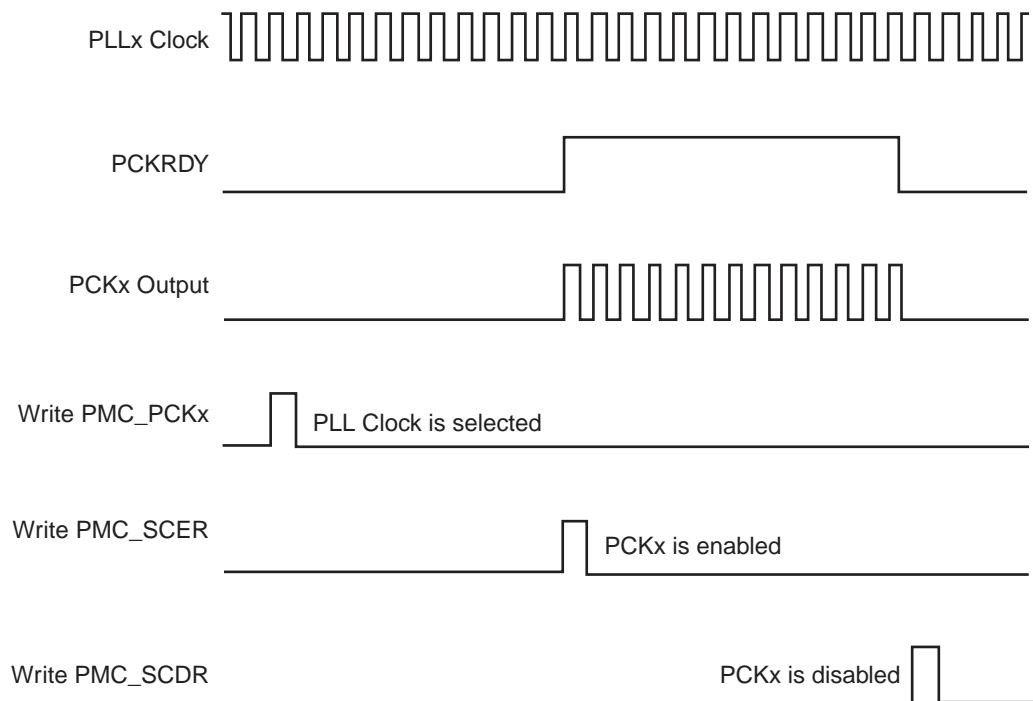 PLLx Clock
PCKRDY
PCKx Output
Write PMC_PCKx
PLL Clock is selected
Write PMC_SCER
PCKx is enabled
Write PMC_SCDR
PCKx is disabled